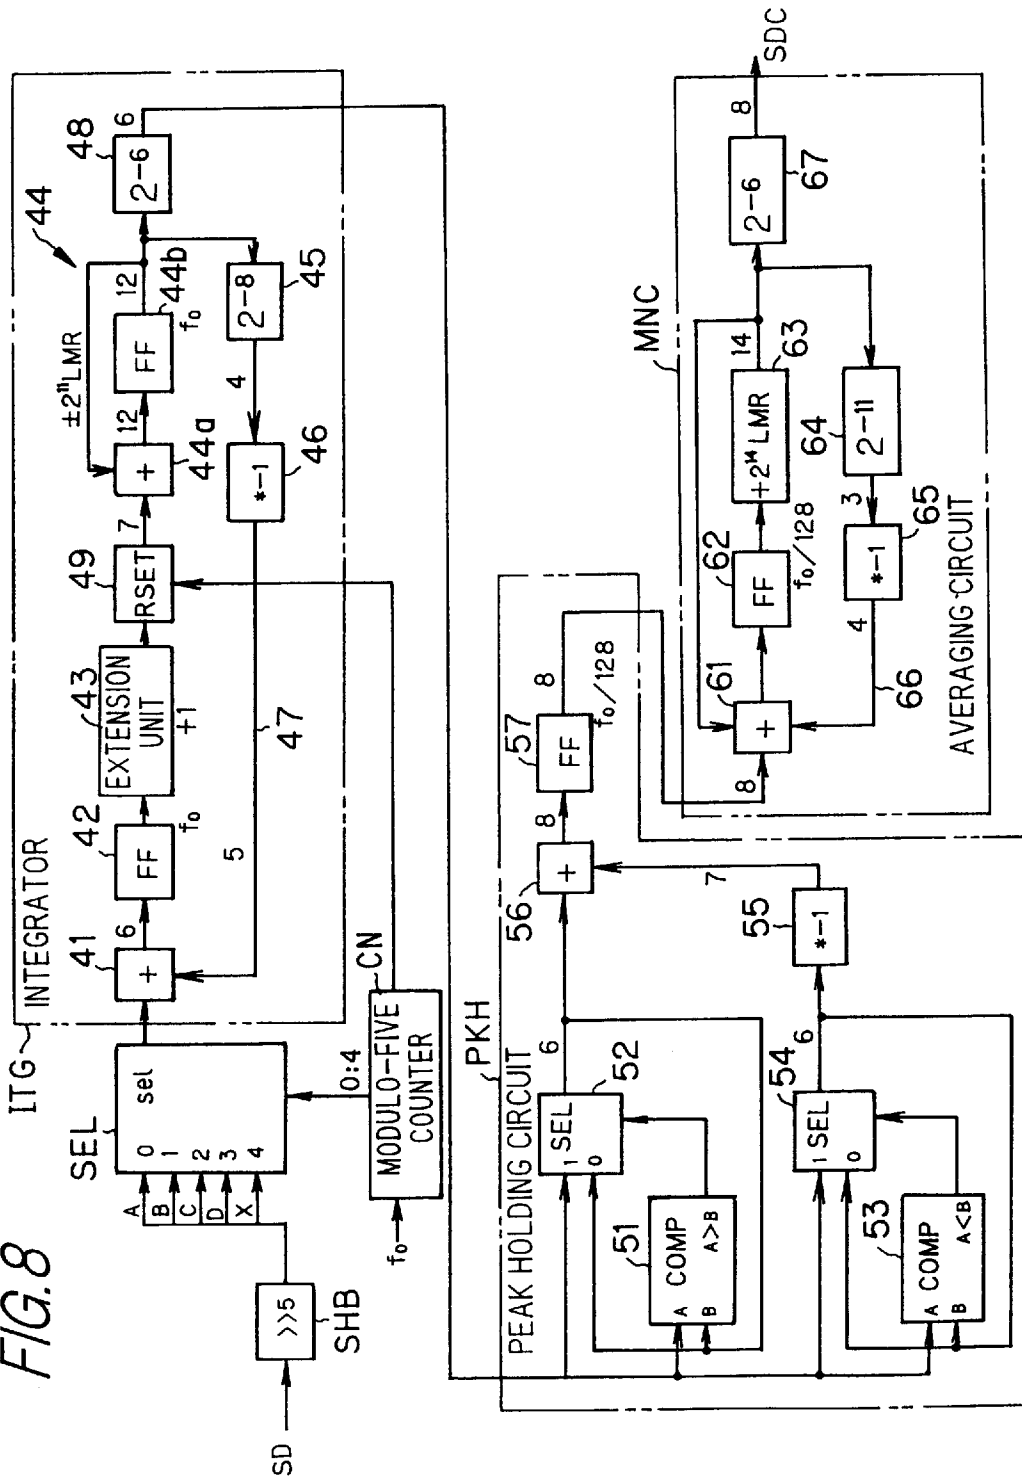 FIG.8
SD
>>5
SHB
SEL
A
B
C
D
X
0 sel
1
2
3
4
f₀
MODULO-FIVE
COUNTER
CN
0:4
ITG
INTEGRATOR
41
+
6
42
FF
f₀
43
EXTENSION
UNIT
+1
49
RSET
7
44
±2¹¹LMR
+
44a
12
FF
44b
f₀
12
48
2-6
6
2-8
45
4
*-1
46
47
5
PKH
PEAK HOLDING CIRCUIT
51
COMP
A
B
A>B
1 SEL
0
52
6
53
COMP
A
B
A<B
1 SEL
0
54
6
55
*-1
7
56
+
8
57
FF
f₀/128
8
MNC
AVERAGING CIRCUIT
8
61
+
62
FF
f₀/128
+2¹⁴LMR
63
14
64
2-11
3
*-1
65
4
66
2-6
67
8
SDC